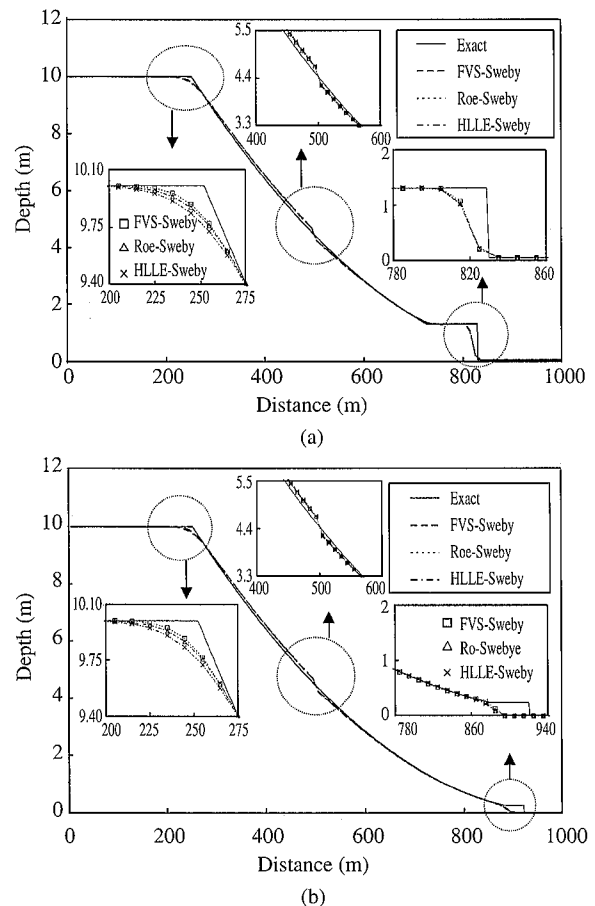 12
10
8
6
4
2
0
Depth (m)
0 200 400 600 800 1000
Distance (m)
(a)
5.5
4.4
3.3
400 500 600
Exact
FVS-Sweby
Roe-Sweby
HLLE-Sweby
10.10
9.75
9.40
FVS-Sweby
Roe-Sweby
HLLE-Sweby
200 225 250 275
2
1
0
780 820 860
12
10
8
6
4
2
0
Depth (m)
0 200 400 600 800 1000
Distance (m)
(b)
5.5
4.4
3.3
400 500 600
Exact
FVS-Sweby
Roe-Sweby
HLLE-Sweby
10.10
9.75
9.40
200 225 250 275
2
1
0
FVS-Sweby
Ro-Swebye
HLLE-Sweby
780 860 940